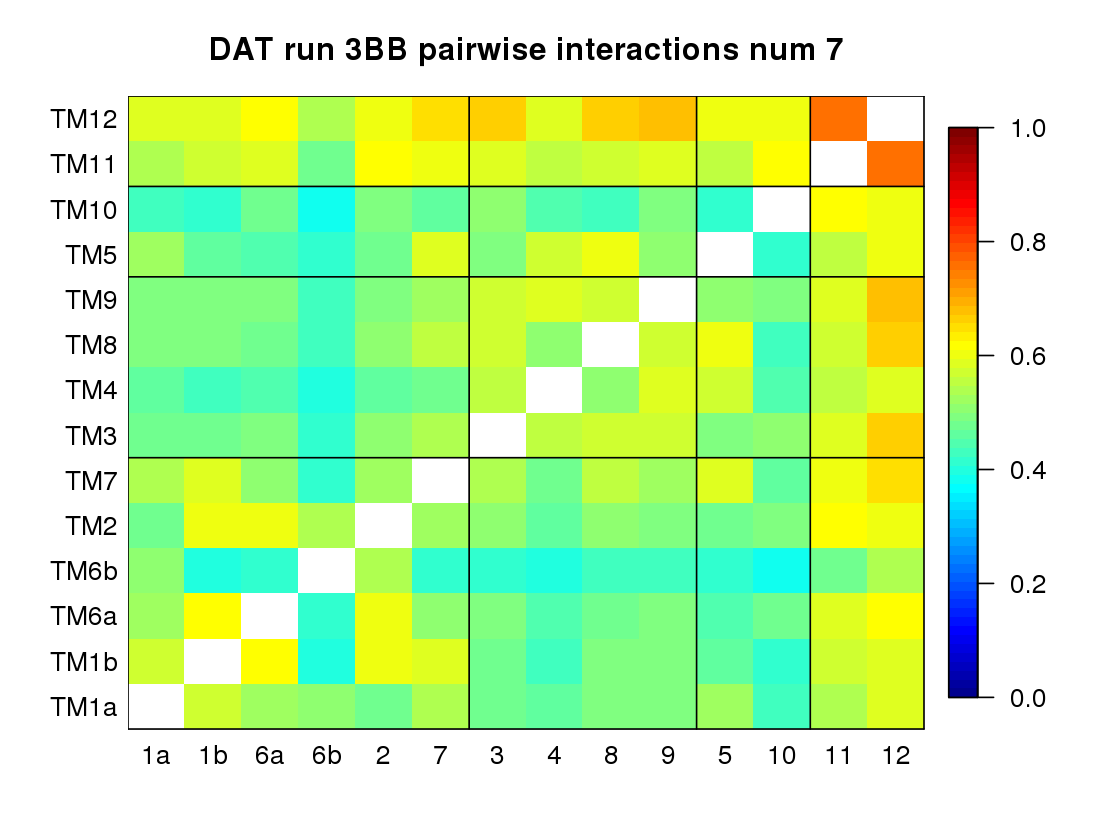 DAT run 3BB pairwise interactions num 7
TM12
TM11
TM10
TM5
TM9
TM8
TM4
TM3
TM7
TM2
TM6b
TM6a
TM1b
TM1a
1a 1b 6a 6b 2 7 3 4 8 9 5 10 11 12
1.0
0.8
0.6
0.4
0.2
0.0